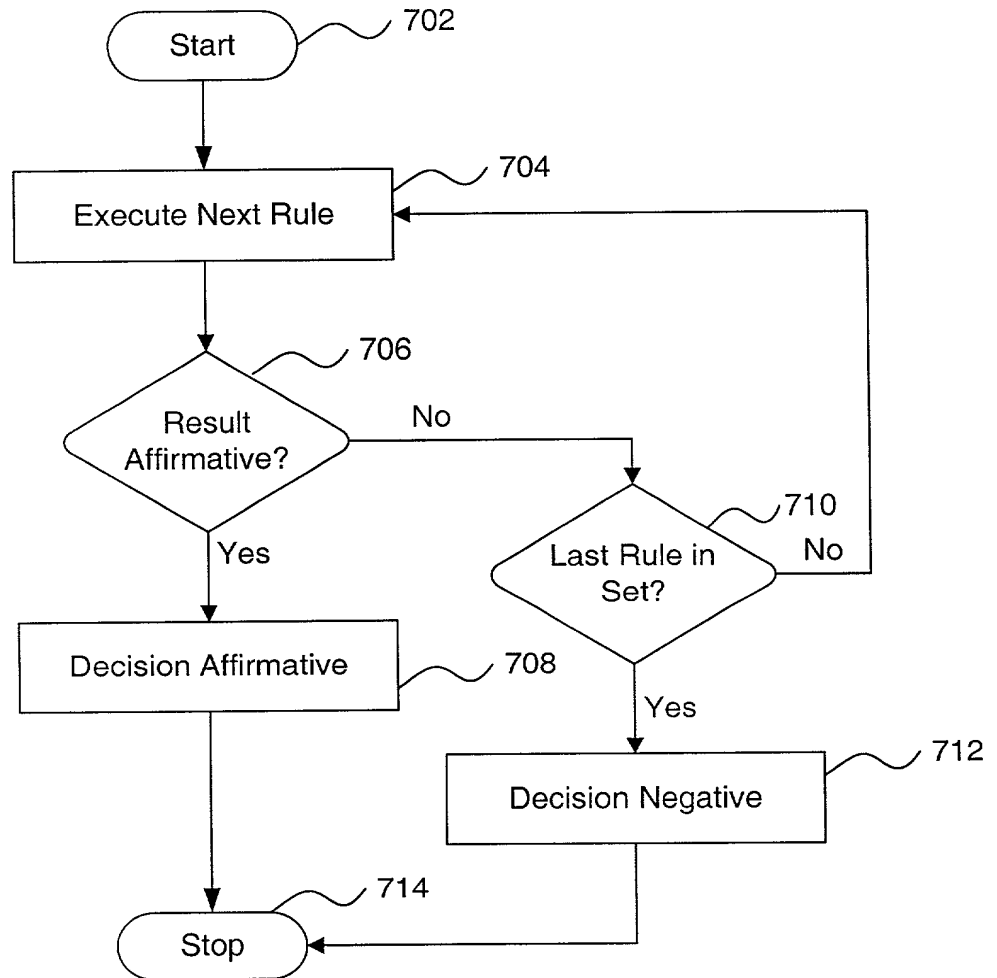 Start
702
704
Execute Next Rule
706
Result
Affirmative?
No
710
Last Rule in
Set?
No
Yes
Decision Affirmative
708
Yes
712
Decision Negative
714
Stop